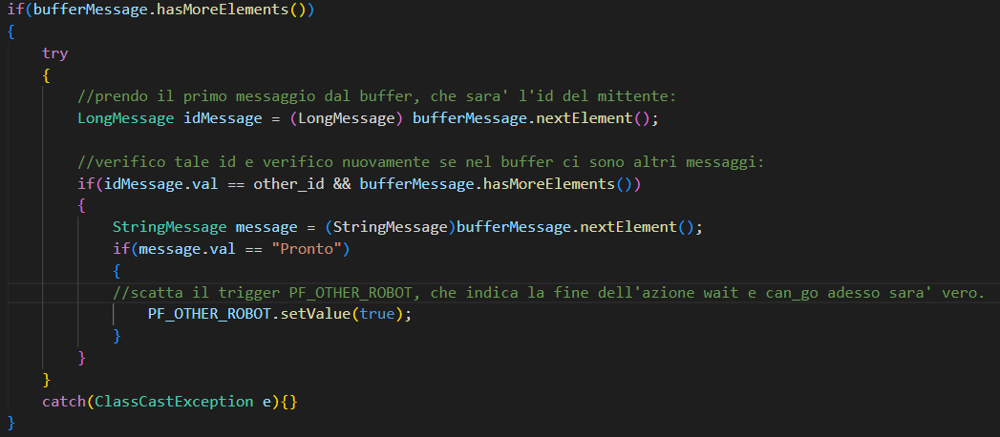 if(bufferMessage.hasMoreElements())
{
try
{
//prendo il primo messaggio dal buffer, che sara' l'id del mittente:
LongMessage idMessage = (LongMessage) bufferMessage.nextElement();
//verifico tale id e verifico nuovamente se nel buffer ci sono altri messaggi:
if(idMessage.val == other_id && bufferMessage.hasMoreElements())
{
StringMessage message = (StringMessage)bufferMessage.nextElement();
if(message.val == "Pronto")
{
//scatta il trigger PF_OTHER_ROBOT, che indica la fine dell'azione wait e can_go adesso sara' vero.
PF_OTHER_ROBOT.setValue(true);
}
}
}
catch(ClassCastException e){}
}